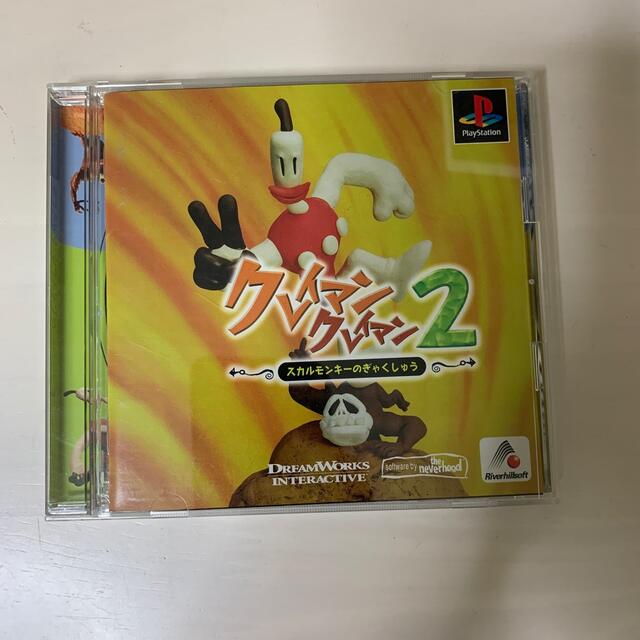 PlayStation
クレイマン
クレイマン2
スカルモンキーのぎゃくしゅう
DREAMWORKS
INTERACTIVE
software by the neverhood
Riverhillsoft